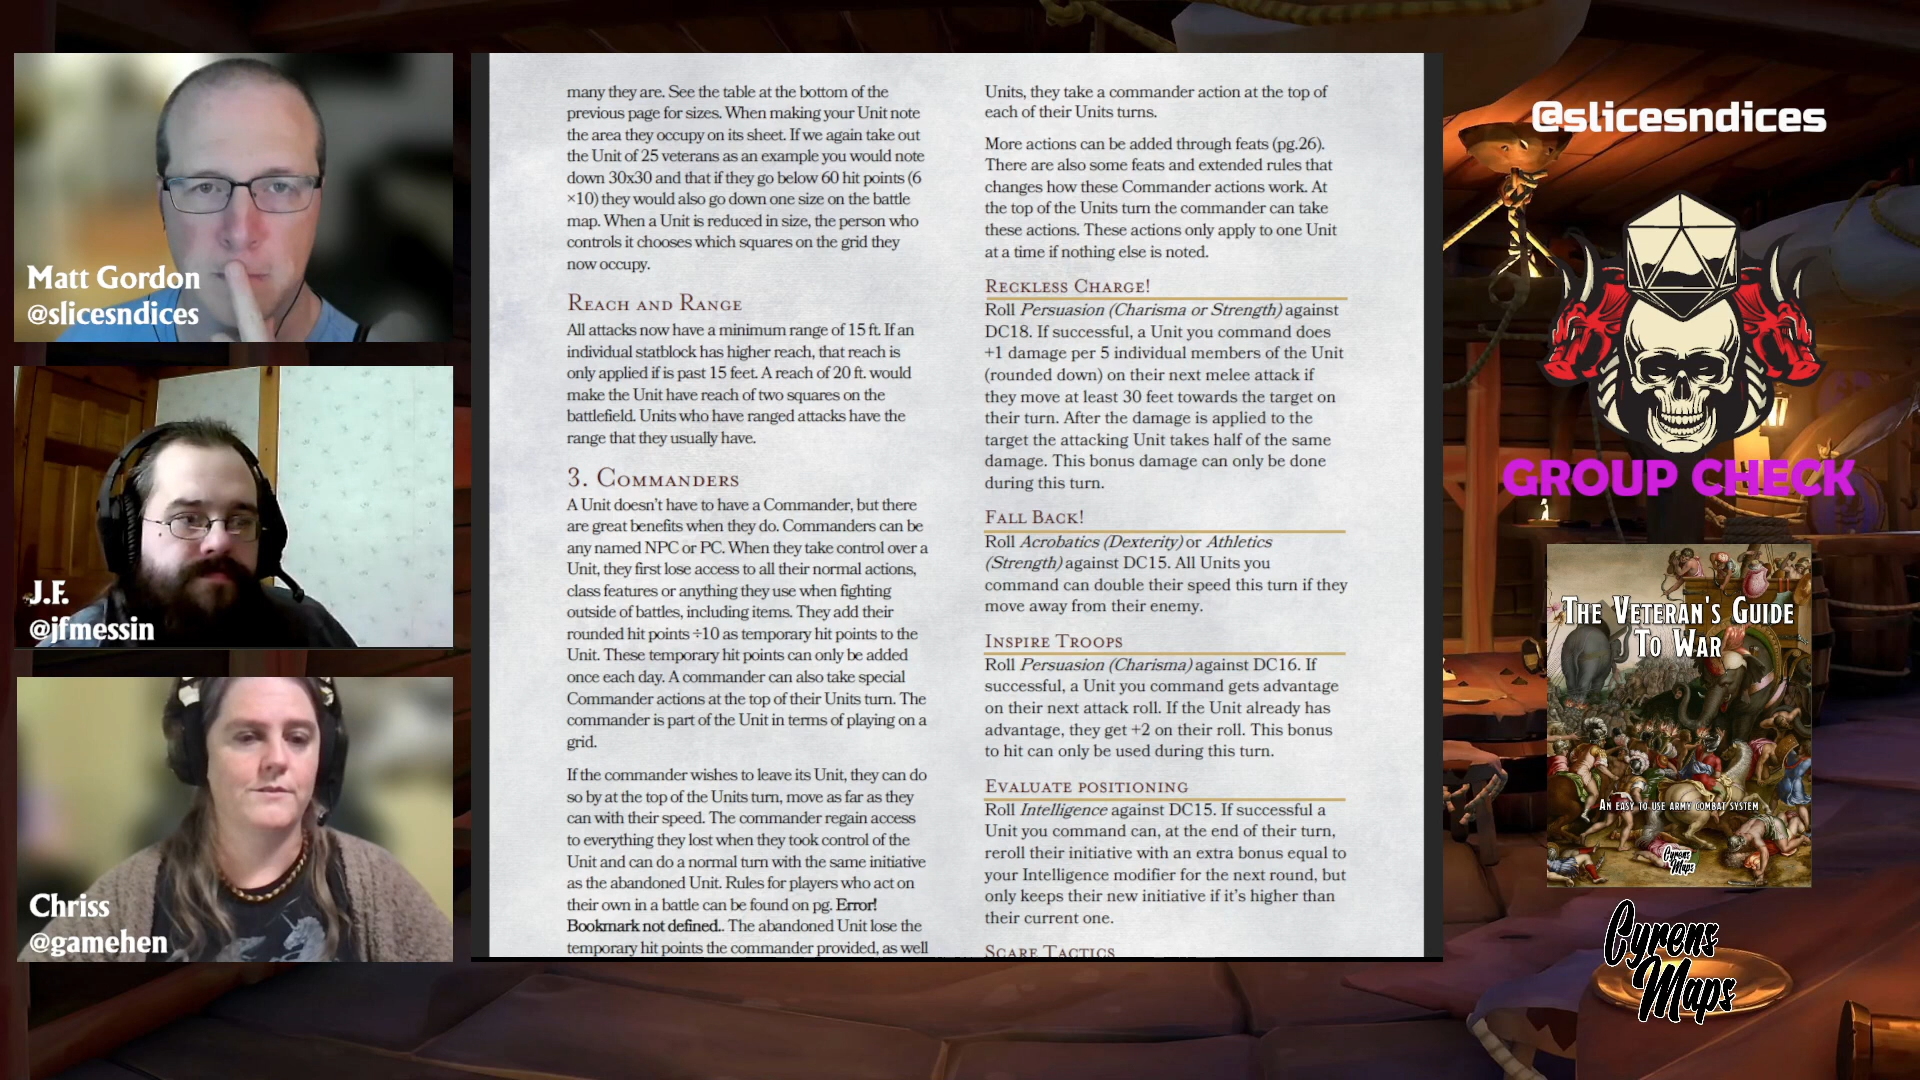 Matt Gordon
@slicesndices
J.F.
@jfmessin
Chriss
@gamehen
many they are. See the table at the bottom of the
previous page for sizes. When making your Unit note
the area they occupy on its sheet. If we again take out
the Unit of 25 veterans as an example you would note
down 30x30 and that if they go below 60 hit points (6
×10) they would also go down one size on the battle
map. When a Unit is reduced in size, the person who
controls it chooses which squares on the grid they
now occupy.
REACH AND RANGE
All attacks now have a minimum range of 15 ft. If an
individual statblock has higher reach, that reach is
only applied if is past 15 feet. A reach of 20 ft. would
make the Unit have reach of two squares on the
battlefield. Units who have ranged attacks have the
range that they usually have.
3. COMMANDERS
A Unit doesn't have to have a Commander, but there
are great benefits when they do. Commanders can be
any named NPC or PC. When they take control over a
Unit, they first lose access to all their normal actions,
class features or anything they use when fighting
outside of battles, including items. They add their
rounded hit points ÷10 as temporary hit points to the
Unit. These temporary hit points can only be added
once each day. A commander can also take special
Commander actions at the top of their Units turn. The
commander is part of the Unit in terms of playing on a
grid.
If the commander wishes to leave its Unit, they can do
so by at the top of the Units turn, move as far as they
can with their speed. The commander regain access
to everything they lost when they took control of the
Unit and can do a normal turn with the same initiative
as the abandoned Unit. Rules for players who act on
their own in a battle can be found on pg. Error!
Bookmark not defined.. The abandoned Unit lose the
temporary hit points the commander provided, as well
Units, they take a commander action at the top of
each of their Units turns.
More actions can be added through feats (pg.26).
There are also some feats and extended rules that
changes how these Commander actions work. At
the top of the Units turn the commander can take
these actions. These actions only apply to one Unit
at a time if nothing else is noted.
RECKLESS CHARGE!
Roll Persuasion (Charisma or Strength) against
DC18. If successful, a Unit you command does
+1 damage per 5 individual members of the Unit
(rounded down) on their next melee attack if
they move at least 30 feet towards the target on
their turn. After the damage is applied to the
target the attacking Unit takes half of the same
damage. This bonus damage can only be done
during this turn.
FALL BACK!
Roll Acrobatics (Dexterity) or Athletics
(Strength) against DC15. All Units you
command can double their speed this turn if they
move away from their enemy.
INSPIRE TROOPS
Roll Persuasion (Charisma) against DC16. If
successful, a Unit you command gets advantage
on their next attack roll. If the Unit already has
advantage, they get +2 on their roll. This bonus
to hit can only be used during this turn.
EVALUATE POSITIONING
Roll Intelligence against DC15. If successful a
Unit you command can, at the end of their turn,
reroll their initiative with an extra bonus equal to
your Intelligence modifier for the next round, but
only keeps their new initiative if it's higher than
their current one.
SCARE TACTICS
@slicesndices
GROUP CHECK
THE VETERAN'S GUIDE
TO WAR
AN EASY TO USE ARMY COMBAT SYSTEM
Cyrens
Maps
Cyrens
Maps